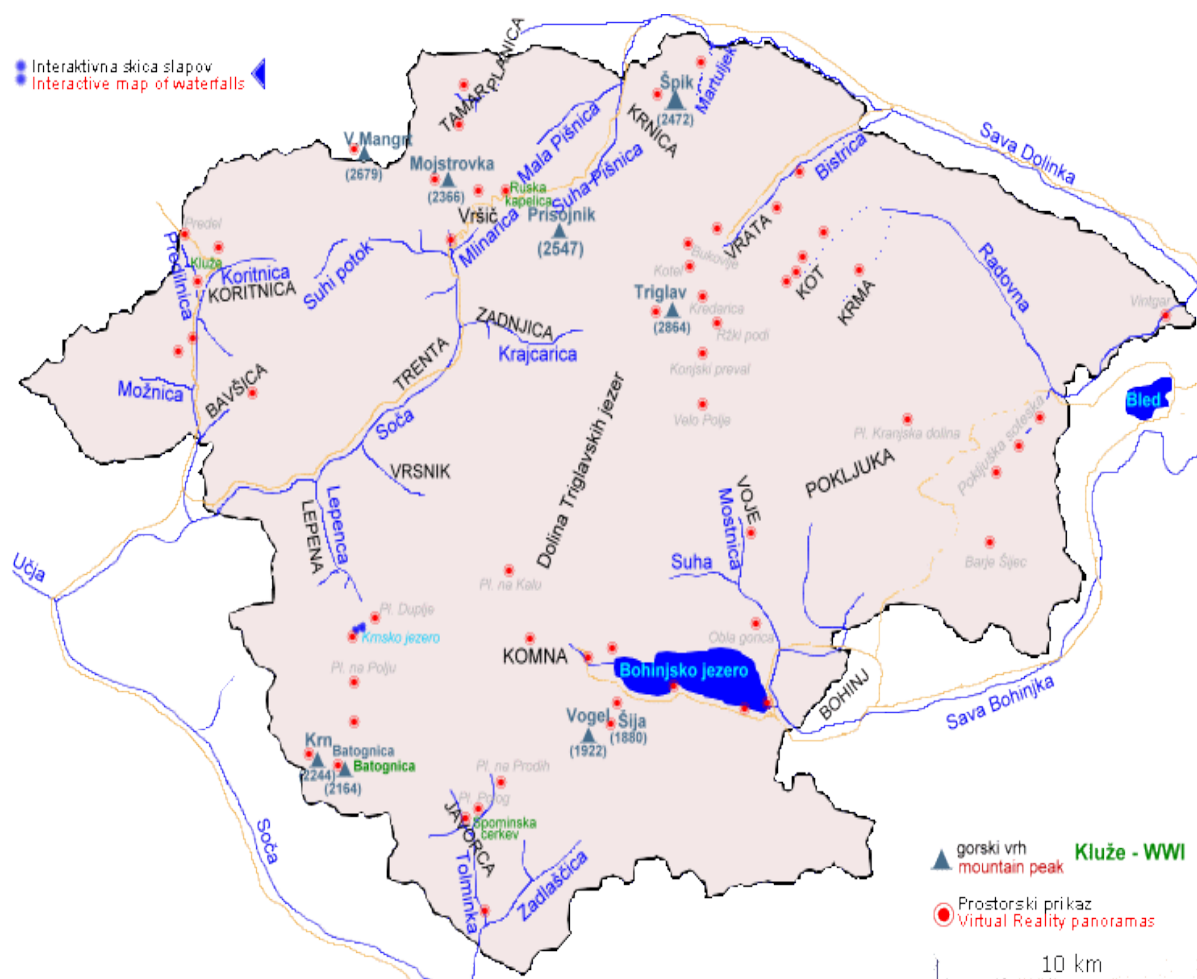 Interaktivna skica slapov
Interactive map of waterfalls
PLANICA
TAMAR
Martuljek
Špik
(2472)
KRNICA
Sava Dolinka
V.Mangrt
(2679)
Mojstrovka
(2366)
Mala Pišnica
Suha Pišnica
Ruska
kapelica
Bistrica
Vršič
Mlinarica
Prisojnik
(2547)
VRATA
Predel
Kluže
Predilnica
Koritnica
KORITNICA
Suhi potok
Bukovlje
Kotel
KOT
KRMA
Radovna
Triglav
(2864)
Kredarica
Ržki podi
Vintgar
ZADNJICA
Krajcarica
Konjski preval
TRENTA
Možnica
BAVŠICA
Soča
Dolina Triglavskih jezer
Velo Polje
Bled
Pl. Kranjska dolina
Pokljuška soteska
POKLJUKA
VRSNIK
LEPENA
Lepenca
VOJE
Mostnica
Suha
Barje Šijec
Učja
Pl. na Kalu
Pl. Duplje
Krnsko jezero
Obla gorica
KOMNA
Bohinjsko jezero
Pl. na Polju
BOHINJ
Sava Bohinjka
Vogel
(1922)
Šija
(1880)
Krn
(2244)
Batognica
(2164)
Batognica
Pl. na Prodih
Pl. Polog
JAVORCA
Spominska
cerkev
Soča
Tolminka
Zadlaščica
gorski vrh
mountain peak
Kluže - WWI
Prostorski prikaz
Virtual Reality panoramas
10 km